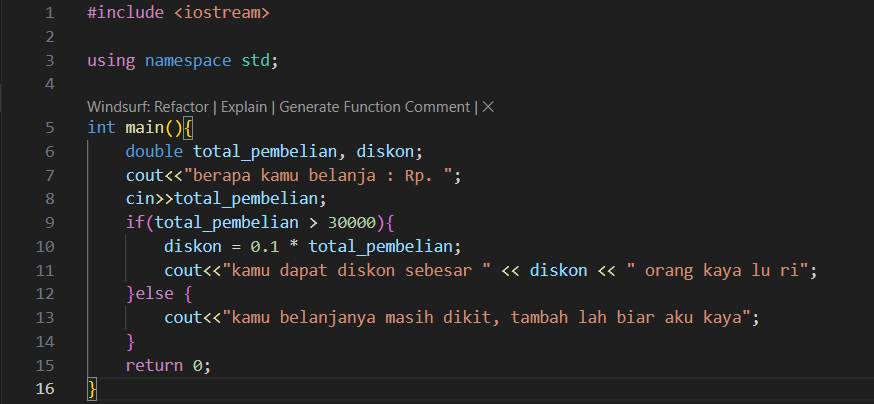 1 #include <iostream>
2
3 using namespace std;
4
Windsurf: Refactor | Explain | Generate Function Comment | ×
5 int main(){
6     double total_pembelian, diskon;
7     cout<<"berapa kamu belanja : Rp. ";
8     cin>>total_pembelian;
9     if(total_pembelian > 30000){
10         diskon = 0.1 * total_pembelian;
11         cout<<"kamu dapat diskon sebesar " << diskon << " orang kaya lu ri";
12     }else {
13         cout<<"kamu belanjanya masih dikit, tambah lah biar aku kaya";
14     }
15     return 0;
16 }